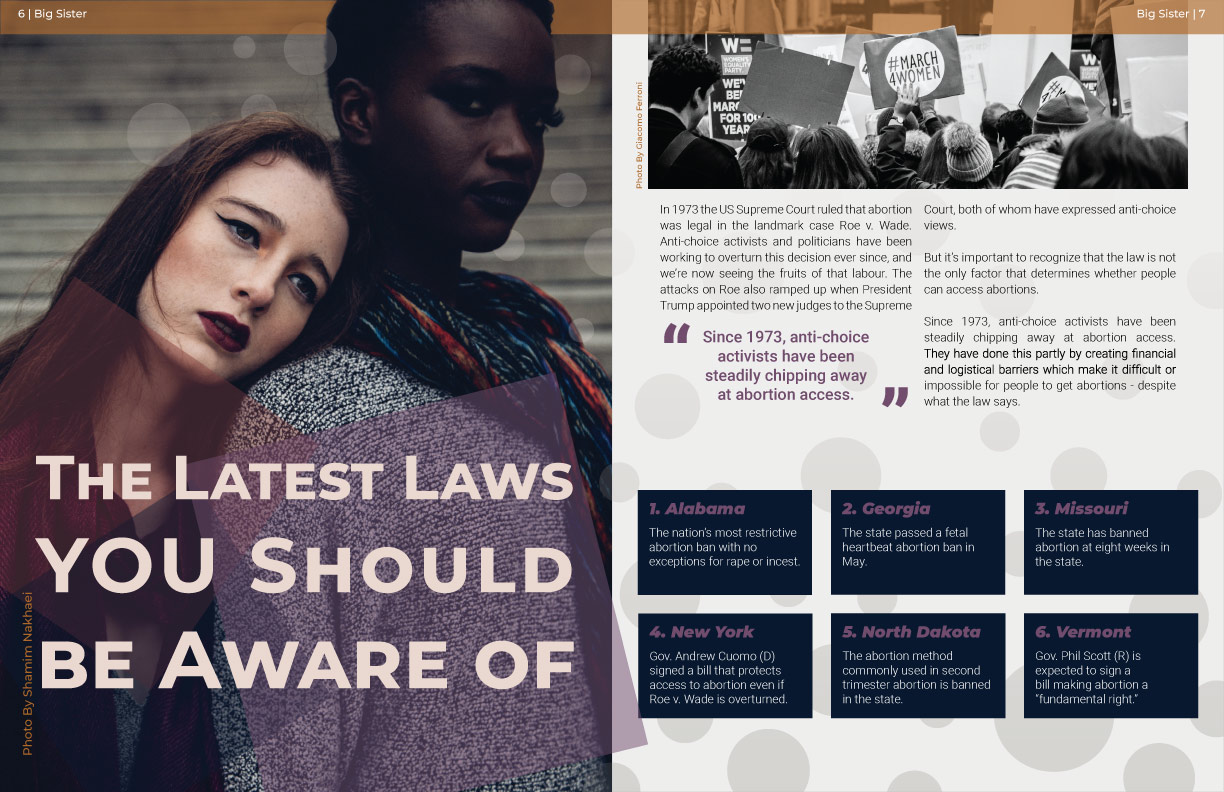 6 | Big Sister
THE LATEST LAWS
YOU SHOULD
BE AWARE OF
Photo By Shamim Nakhaei
Big Sister | 7
Photo By Giacomo Ferroni
WE
WOMEN'S
EQUALITY
PARTY
WE'V
BE
MARC
FOR 100
YEAR
#MARCH
4WOMEN
In 1973 the US Supreme Court ruled that abortion
was legal in the landmark case Roe v. Wade.
Anti-choice activists and politicians have been
working to overturn this decision ever since, and
we're now seeing the fruits of that labour. The
attacks on Roe also ramped up when President
Trump appointed two new judges to the Supreme
“ Since 1973, anti-choice
activists have been
steadily chipping away
at abortion access. ”
Court, both of whom have expressed anti-choice
views.
But it's important to recognize that the law is not
the only factor that determines whether people
can access abortions.
Since 1973, anti-choice activists have been
steadily chipping away at abortion access.
They have done this partly by creating financial
and logistical barriers which make it difficult or
impossible for people to get abortions - despite
what the law says.
1. Alabama
The nation's most restrictive
abortion ban with no
exceptions for rape or incest.
2. Georgia
The state passed a fetal
heartbeat abortion ban in
May.
3. Missouri
The state has banned
abortion at eight weeks in
the state.
4. New York
Gov. Andrew Cuomo (D)
signed a bill that protects
access to abortion even if
Roe v. Wade is overturned.
5. North Dakota
The abortion method
commonly used in second
trimester abortion is banned
in the state.
6. Vermont
Gov. Phil Scott (R) is
expected to sign a
bill making abortion a
“fundamental right.”